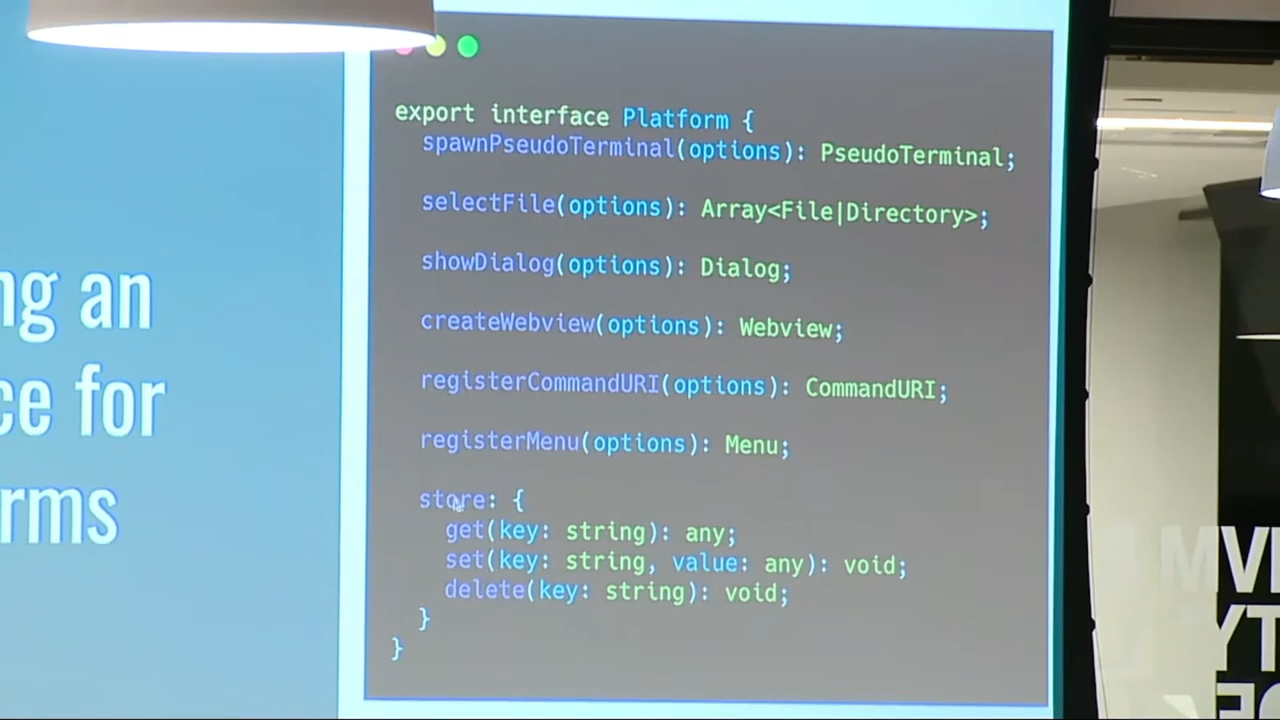 ng an
ce for
rms
export interface Platform {
spawnPseudoTerminal(options): PseudoTerminal;
selectFile(options): Array<File|Directory>;
showDialog(options): Dialog;
createWebview(options): Webview;
registerCommandURI(options): CommandURI;
registerMenu(options): Menu;
store: {
get(key: string): any;
set(key: string, value: any): void;
delete(key: string): void;
}
}